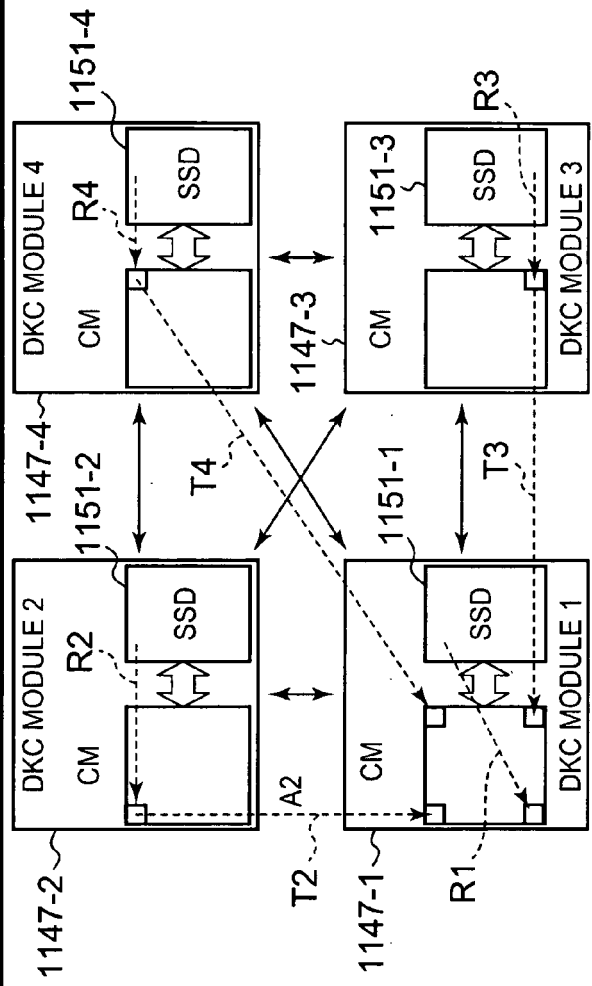 1147-2
1151-2
1147-4
1151-4
DKC MODULE 2
CM
R2
SSD
DKC MODULE 4
CM
R4
SSD
T4
T2
A2
1147-1
1151-1
1147-3
1151-3
R3
CM
SSD
R1
DKC MODULE 1
T3
CM
SSD
DKC MODULE 3